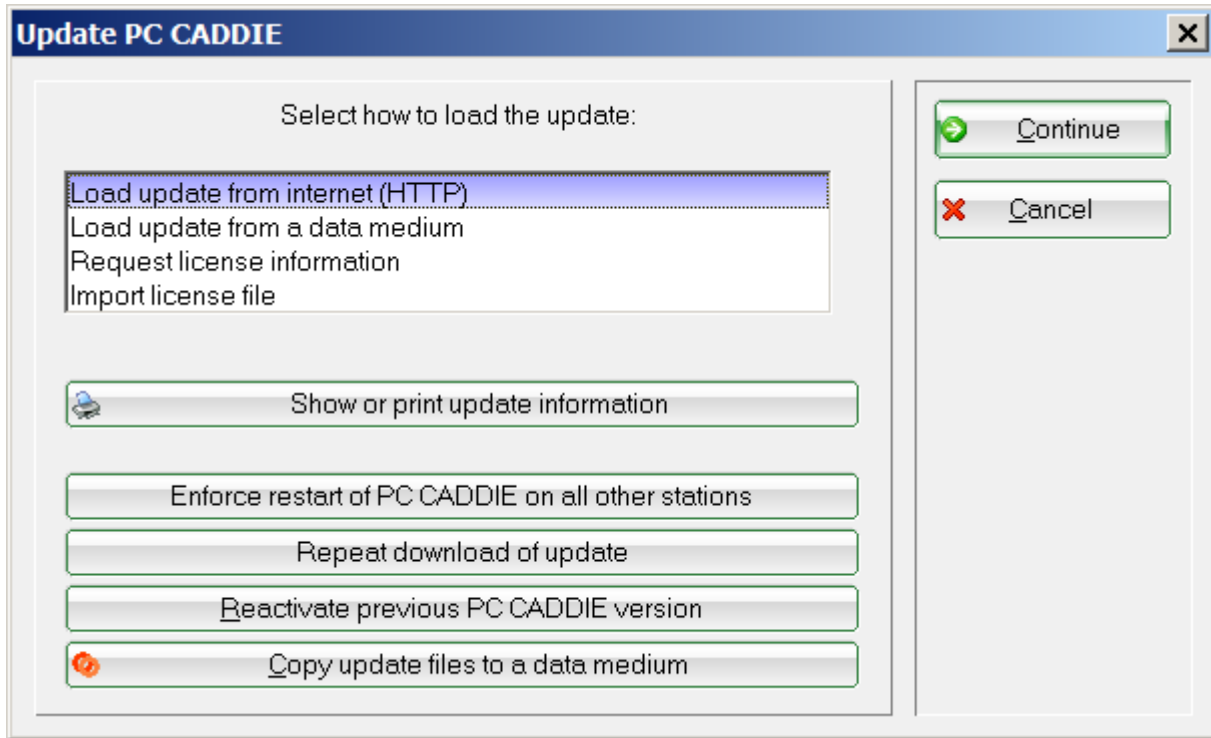 Update PC CADDIE
Select how to load the update:
Load update from internet (HTTP)
Load update from a data medium
Request license information
Import license file
Show or print update information
Enforce restart of PC CADDIE on all other stations
Repeat download of update
Reactivate previous PC CADDIE version
Copy update files to a data medium
Continue
Cancel